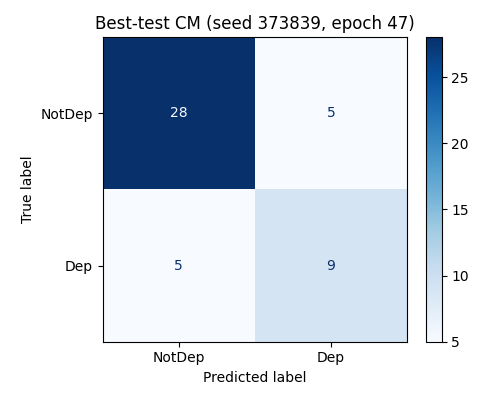 Best-test CM (seed 373839, epoch 47)
True label
NotDep
28
5
Dep
5
9
NotDep
Dep
Predicted label
25
20
15
10
5